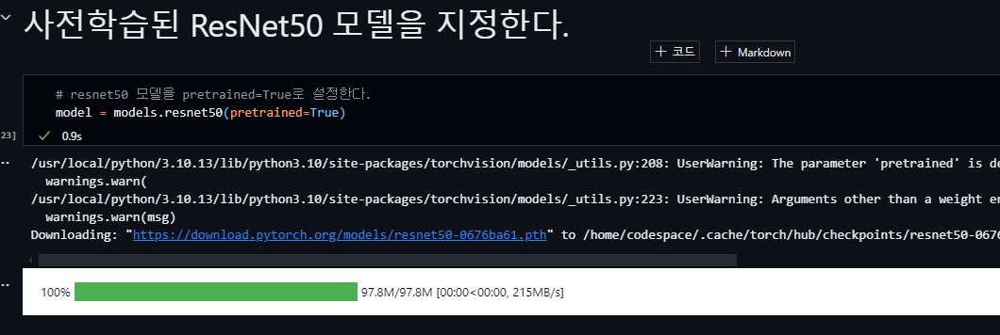 사전학습된 ResNet50 모델을 지정한다.
+ 코드 + Markdown
# resnet50 모델을 pretrained=True로 설정한다.
model = models.resnet50(pretrained=True)
23] ✓ 0.9s
/usr/local/python/3.10.13/lib/python3.10/site-packages/torchvision/models/_utils.py:208: UserWarning: The parameter 'pretrained' is de
warnings.warn(
/usr/local/python/3.10.13/lib/python3.10/site-packages/torchvision/models/_utils.py:223: UserWarning: Arguments other than a weight en
warnings.warn(msg)
Downloading: "https://download.pytorch.org/models/resnet50-0676ba61.pth" to /home/codespace/.cache/torch/hub/checkpoints/resnet50-0676
100% 97.8M/97.8M [00:00<00:00, 215MB/s]